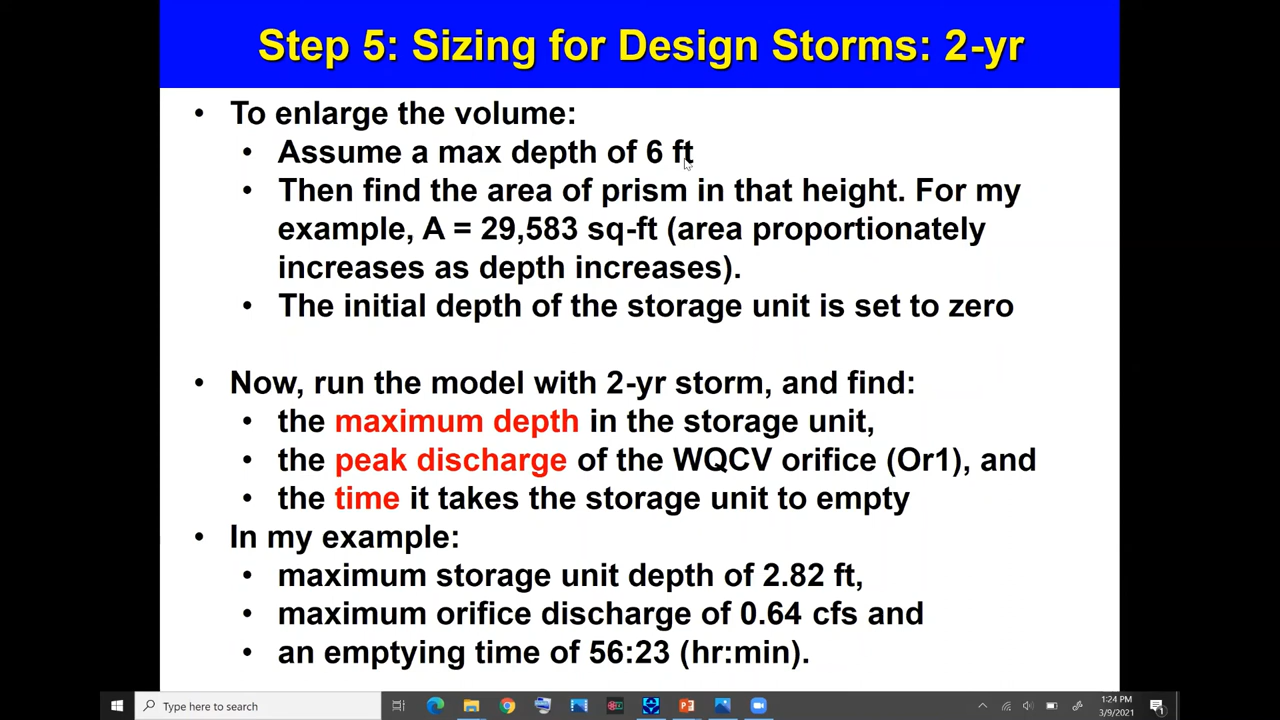 Step 5: Sizing for Design Storms: 2-yr
• To enlarge the volume:
• Assume a max depth of 6 ft
• Then find the area of prism in that height. For my
example, A = 29,583 sq-ft (area proportionately
increases as depth increases).
• The initial depth of the storage unit is set to zero
• Now, run the model with 2-yr storm, and find:
• the maximum depth in the storage unit,
• the peak discharge of the WQCV orifice (Or1), and
• the time it takes the storage unit to empty
• In my example:
• maximum storage unit depth of 2.82 ft,
• maximum orifice discharge of 0.64 cfs and
• an emptying time of 56:23 (hr:min).
Type here to search
1:24 PM
3/9/2021